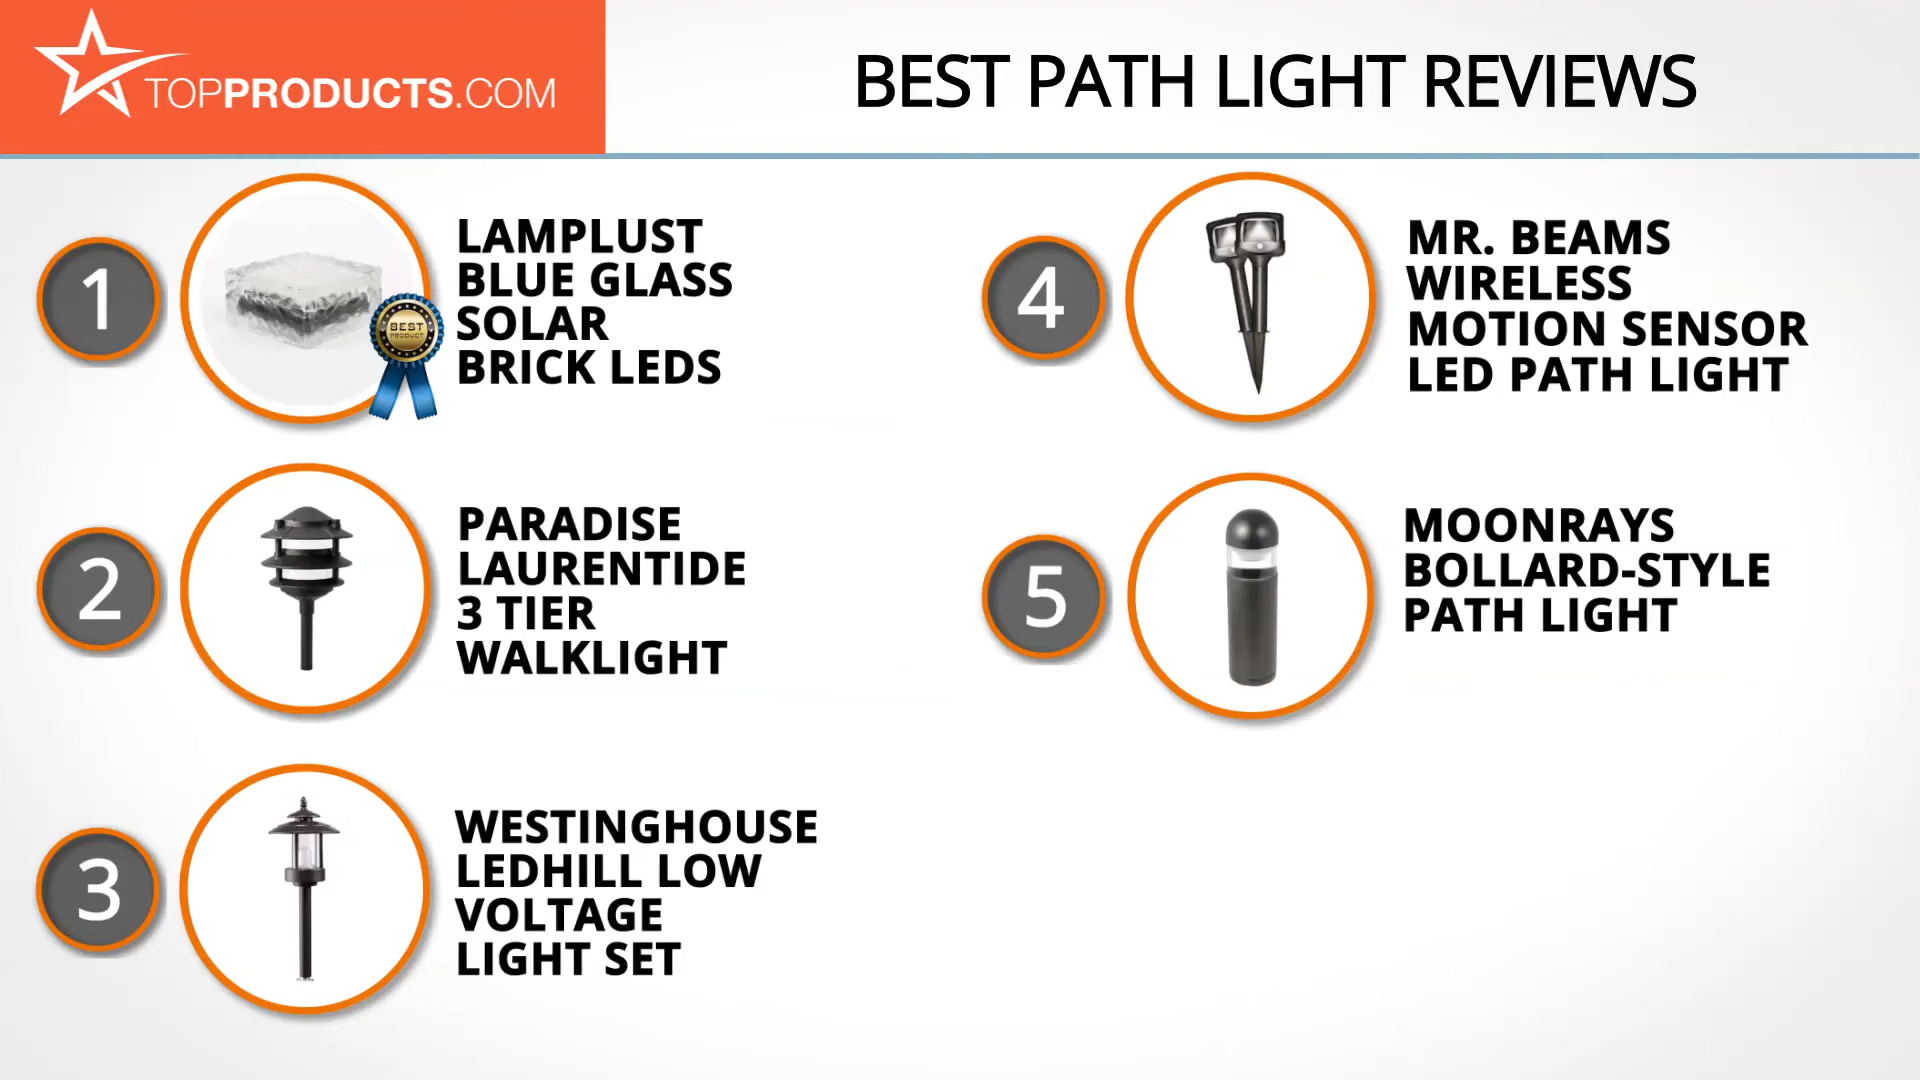 TOPPRODUCTS.COM
BEST PATH LIGHT REVIEWS
1
BEST
PRODUCT
LAMPLUST
BLUE GLASS
SOLAR
BRICK LEDS
2
PARADISE
LAURENTIDE
3 TIER
WALKLIGHT
3
WESTINGHOUSE
LEDHILL LOW
VOLTAGE
LIGHT SET
4
MR. BEAMS
WIRELESS
MOTION SENSOR
LED PATH LIGHT
5
MOONRAYS
BOLLARD-STYLE
PATH LIGHT